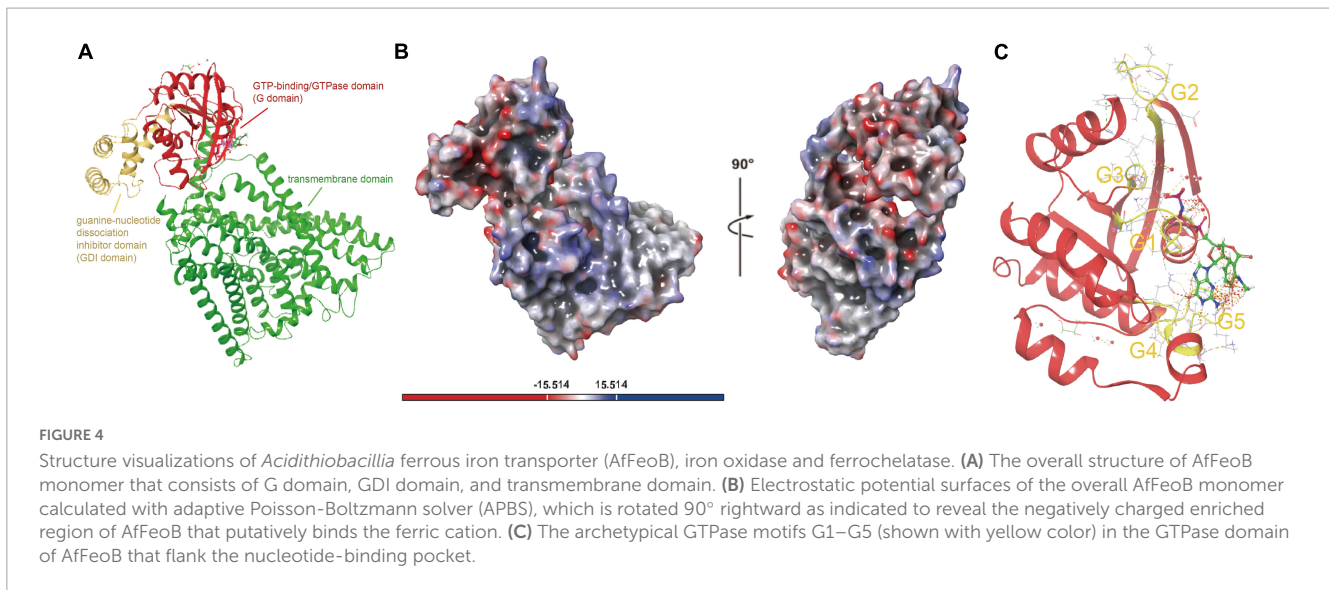 A
GTP-binding/GTPase domain
(G domain)
transmembrane domain
guanine-nucleotide
dissociation
inhibitor domain
(GDI domain)
B
90°
-15.514 15.514
C
G2
G3
G1
G5
G4
FIGURE 4
Structure visualizations of Acidithiobacillia ferrous iron transporter (AfFeoB), iron oxidase and ferrochelatase. (A) The overall structure of AfFeoB
monomer that consists of G domain, GDI domain, and transmembrane domain. (B) Electrostatic potential surfaces of the overall AfFeoB monomer
calculated with adaptive Poisson-Boltzmann solver (APBS), which is rotated 90° rightward as indicated to reveal the negatively charged enriched
region of AfFeoB that putatively binds the ferric cation. (C) The archetypical GTPase motifs G1–G5 (shown with yellow color) in the GTPase domain
of AfFeoB that flank the nucleotide-binding pocket.